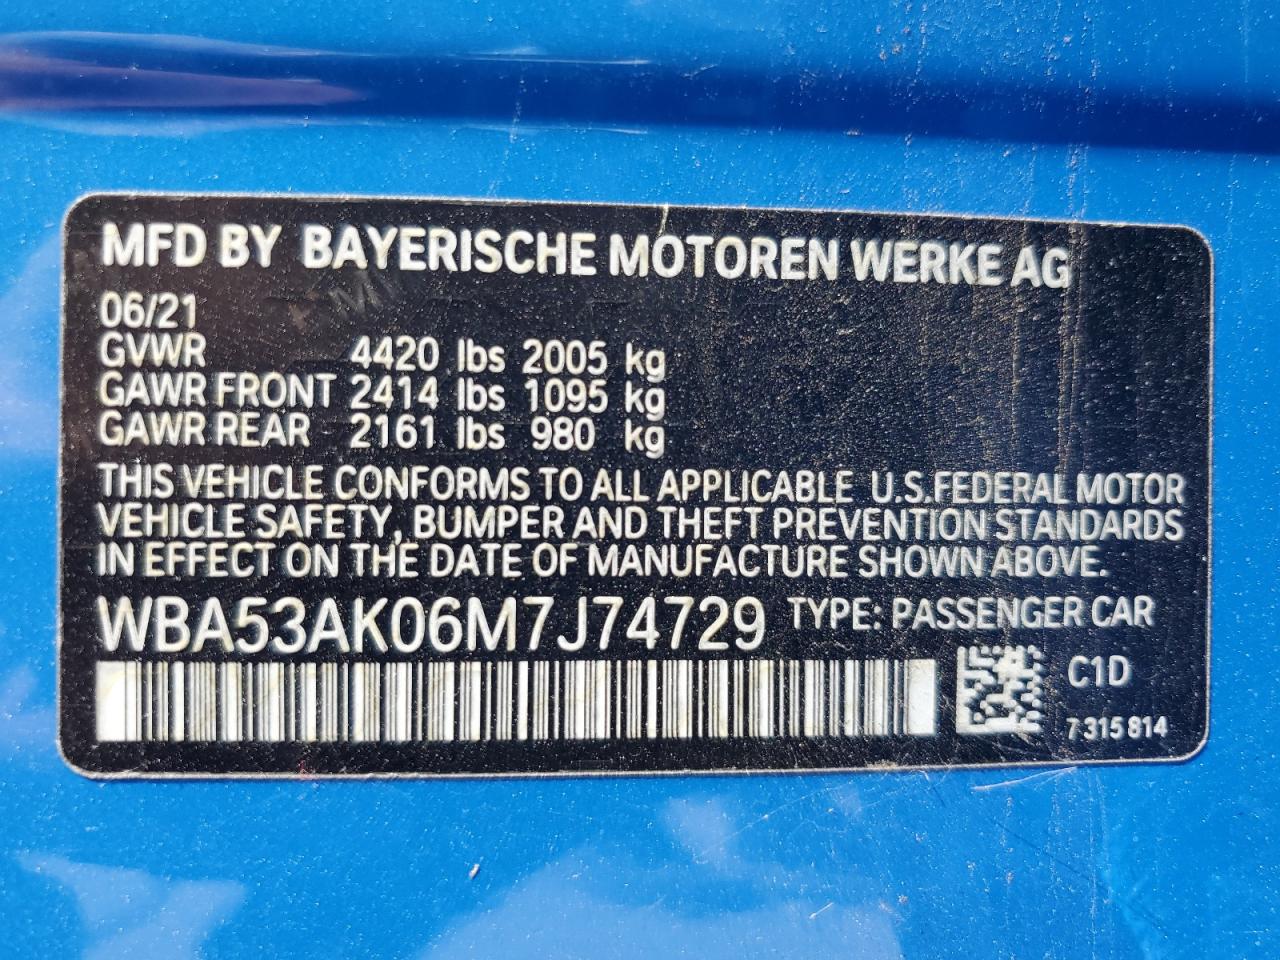 MFD BY BAYERISCHE MOTOREN WERKE AG
06/21
GVWR 4420 lbs 2005 kg
GAWR FRONT 2414 lbs 1095 kg
GAWR REAR 2161 lbs 980 kg
THIS VEHICLE CONFORMS TO ALL APPLICABLE U.S.FEDERAL MOTOR
VEHICLE SAFETY, BUMPER AND THEFT PREVENTION STANDARDS
IN EFFECT ON THE DATE OF MANUFACTURE SHOWN ABOVE.
WBA53AK06M7J74729 TYPE: PASSENGER CAR
C1D
7 315 814